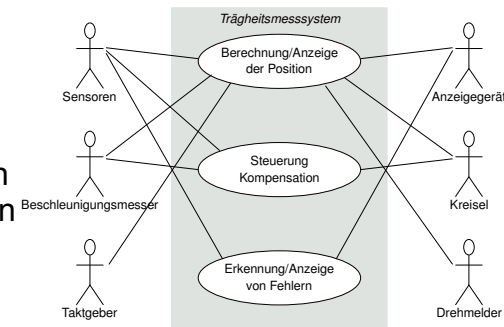 Trägheitsmesssystem
Berechnung/Anzeige
der Position
Sensoren
Anzeigegerät
n
n
Steuerung
Kompensation
Beschleunigungsmesser
Kreisel
Erkennung/Anzeige
von Fehlern
Taktgeber
Drehmelder